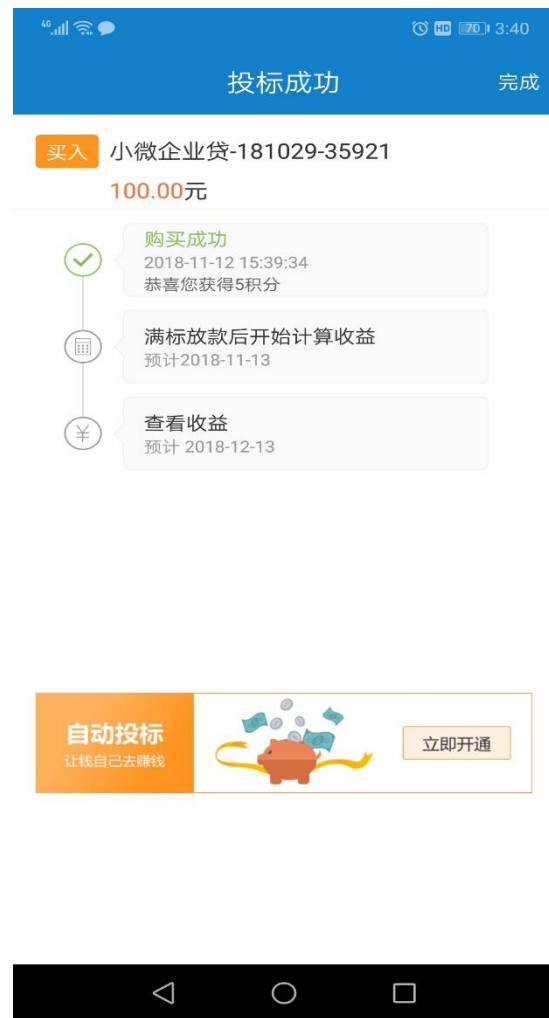 4G HD 70 3:40
投标成功 完成
买入 小微企业贷-181029-35921
100.00元
购买成功
2018-11-12 15:39:34
恭喜您获得5积分
满标放款后开始计算收益
预计2018-11-13
¥ 查看收益
预计 2018-12-13
自动投标
让钱自己去赚钱
立即开通